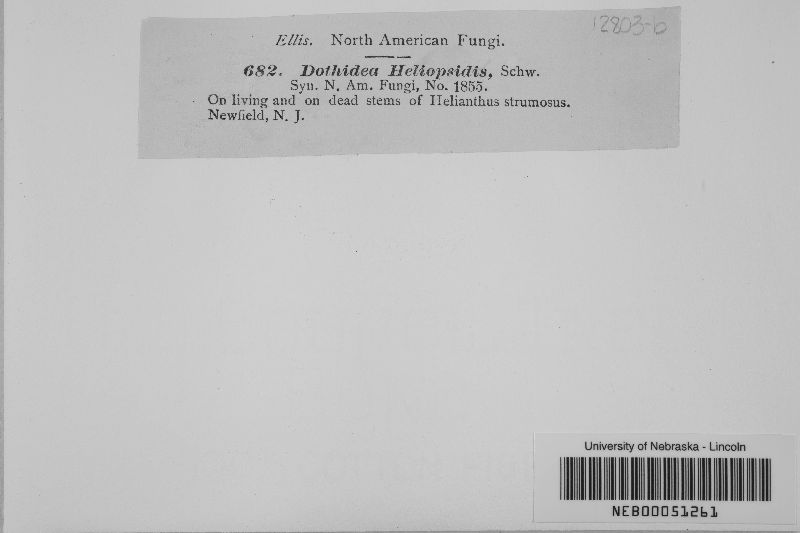 12803-b
Ellis. North American Fungi.
682. Dothidea Heliopsidis, Schw.
Syn. N. Am. Fungi, No. 1855.
On living and on dead stems of Helianthus strumosus.
Newfield, N. J.
University of Nebraska - Lincoln
NEB00051261